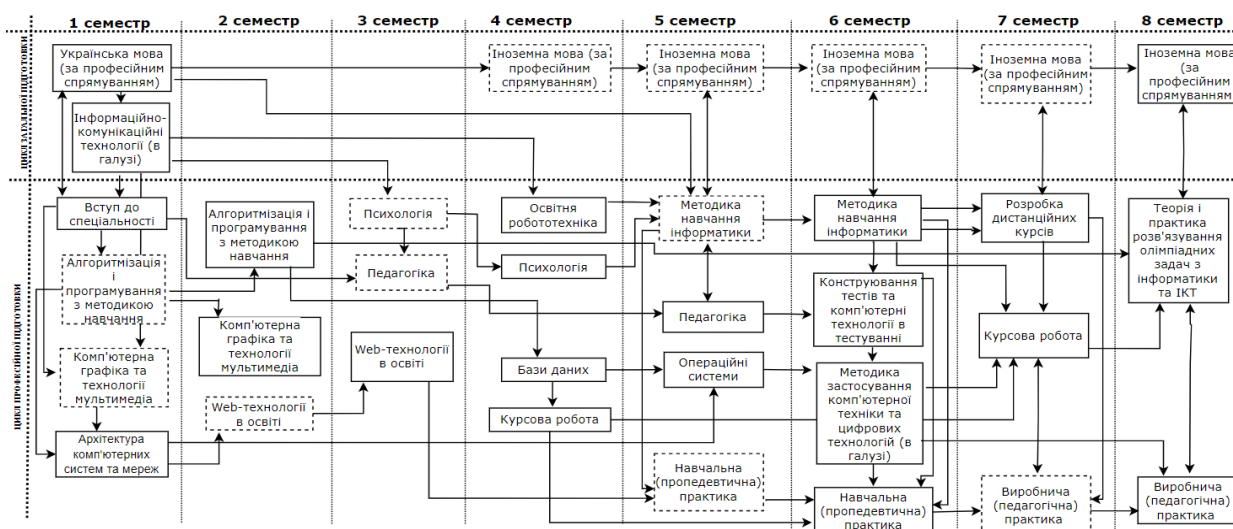 1 семестр
2 семестр
3 семестр
4 семестр
5 семестр
6 семестр
7 семестр
8 семестр
ЦИКЛ ЗАГАЛЬНОЇ ПІДГОТОВКИ
Українська мова
(за професійним
спрямуванням)
Іноземна мова
(за професійним
спрямуванням)
Іноземна мова
(за професійним
спрямуванням)
Іноземна мова
(за професійним
спрямуванням)
Іноземна
мова (за
професійним
спрямуванням)
Іноземна
мова (за
професійним
спрямуванням)
Інформаційно-
комунікаційні
технології (в
галузі)
ЦИКЛ ПРОФЕСІЙНОЇ ПІДГОТОВКИ
Вступ до
спеціальності
Алгоритмізація
і
програмування
з методикою
навчання
Комп'ютерна
графіка та
технології
мультимедіа
Архітектура
комп'ютерних
систем та мереж
Алгоритмізація і
програмування
з методикою
навчання
Комп'ютерна
графіка та
технології
мультимедіа
Web-технології
в освіті
Психологія
Педагогіка
Web-технології
в освіті
Освітня
робототехніка
Психологія
Бази даних
Курсова робота
Методика
навчання
інформатики
Педагогіка
Операційні
системи
Навчальна
(пропедевтична)
практика
Методика
навчання
інформатики
Конструювання
тестів та
комп'ютерні
технології в
тестуванні
Методика
застосування
комп'ютерної
техніки та
цифрових
технологій (в
галузі)
Навчальна
(пропедевтична)
практика
Розробка
дистанційних
курсів
Курсова робота
Виробнича
(педагогічна)
практика
Теорія і
практика
розв'язування
олімпіадних
задач з
інформатики
та ІКТ
Виробнича
(педагогічна)
практика